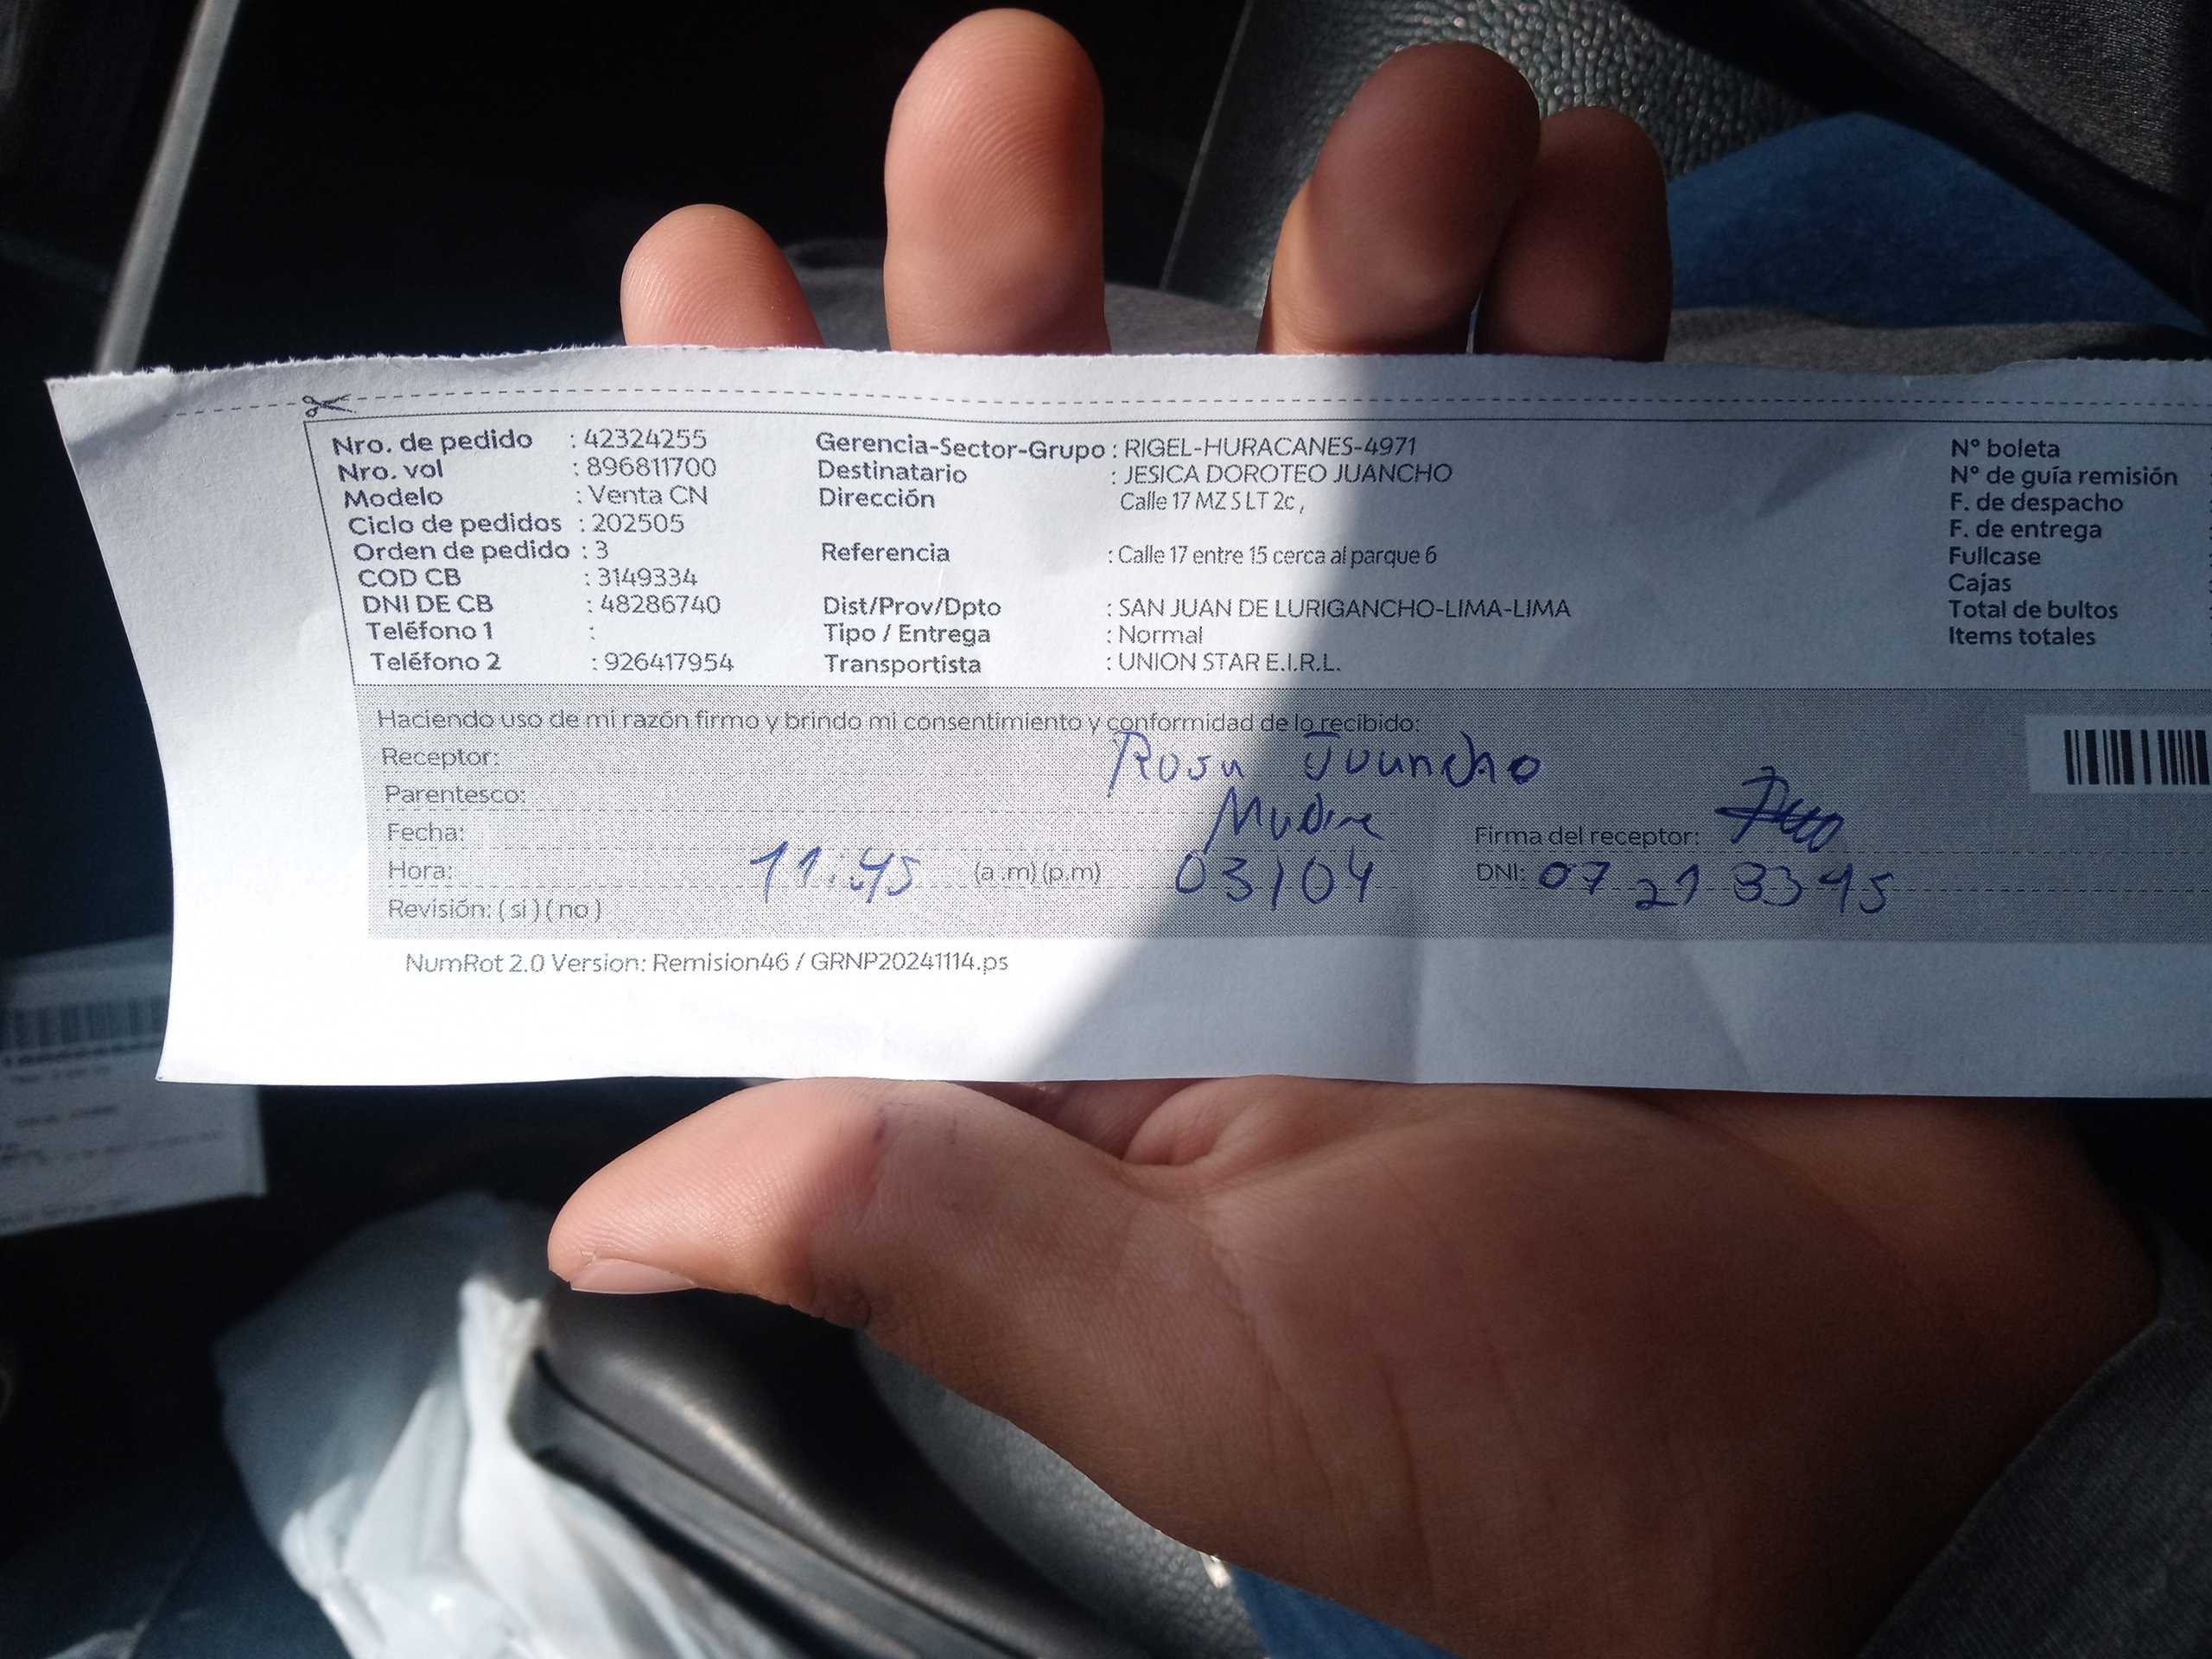 Nro. de pedido : 42324255
Nro. vol : 896811700
Modelo : Venta CN
Ciclo de pedidos : 202505
Orden de pedido : 3
COD CB : 3149334
DNI DE CB : 48286740
Teléfono 1 :
Teléfono 2 : 926417954
Gerencia-Sector-Grupo : RIGEL-HURACANES-4971
Destinatario : JESICA DOROTEO JUANCHO
Dirección Calle 17 MZ S LT 2c ,
Referencia : Calle 17 entre 15 cerca al parque 6
Dist/Prov/Dpto : SAN JUAN DE LURIGANCHO-LIMA-LIMA
Tipo / Entrega : Normal
Transportista : UNION STAR E.I.R.L.
N° boleta
N° de guía remisión
F. de despacho
F. de entrega
Fullcase
Cajas
Total de bultos
Items totales
Haciendo uso de mi razón firmo y brindo mi consentimiento y conformidad de lo recibido:
Receptor: Rosa Juancho
Parentesco: Madre
Fecha: Firma del receptor:
Hora: 11:45 (a.m) (p.m) 03/04 DNI:
Revisión: ( si ) ( no )
NumRot 2.0 Version: Remision46 / GRNP20241114.ps